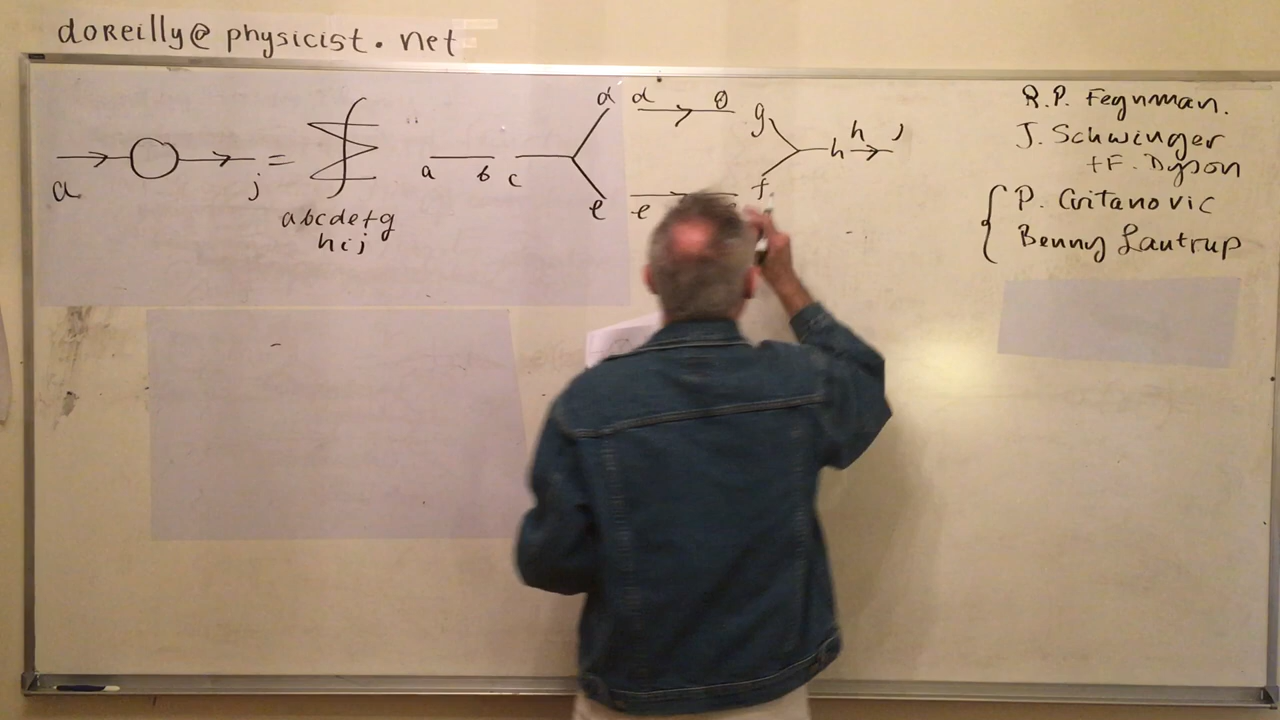 doreilly@physicist.net
a j =
abcdefg
hij
a b c d e
d θ
e
g f h
h j
R.P. Feynman.
J. Schwinger
+F. Dyson
P. Cvitanovic
Benny Lautrup